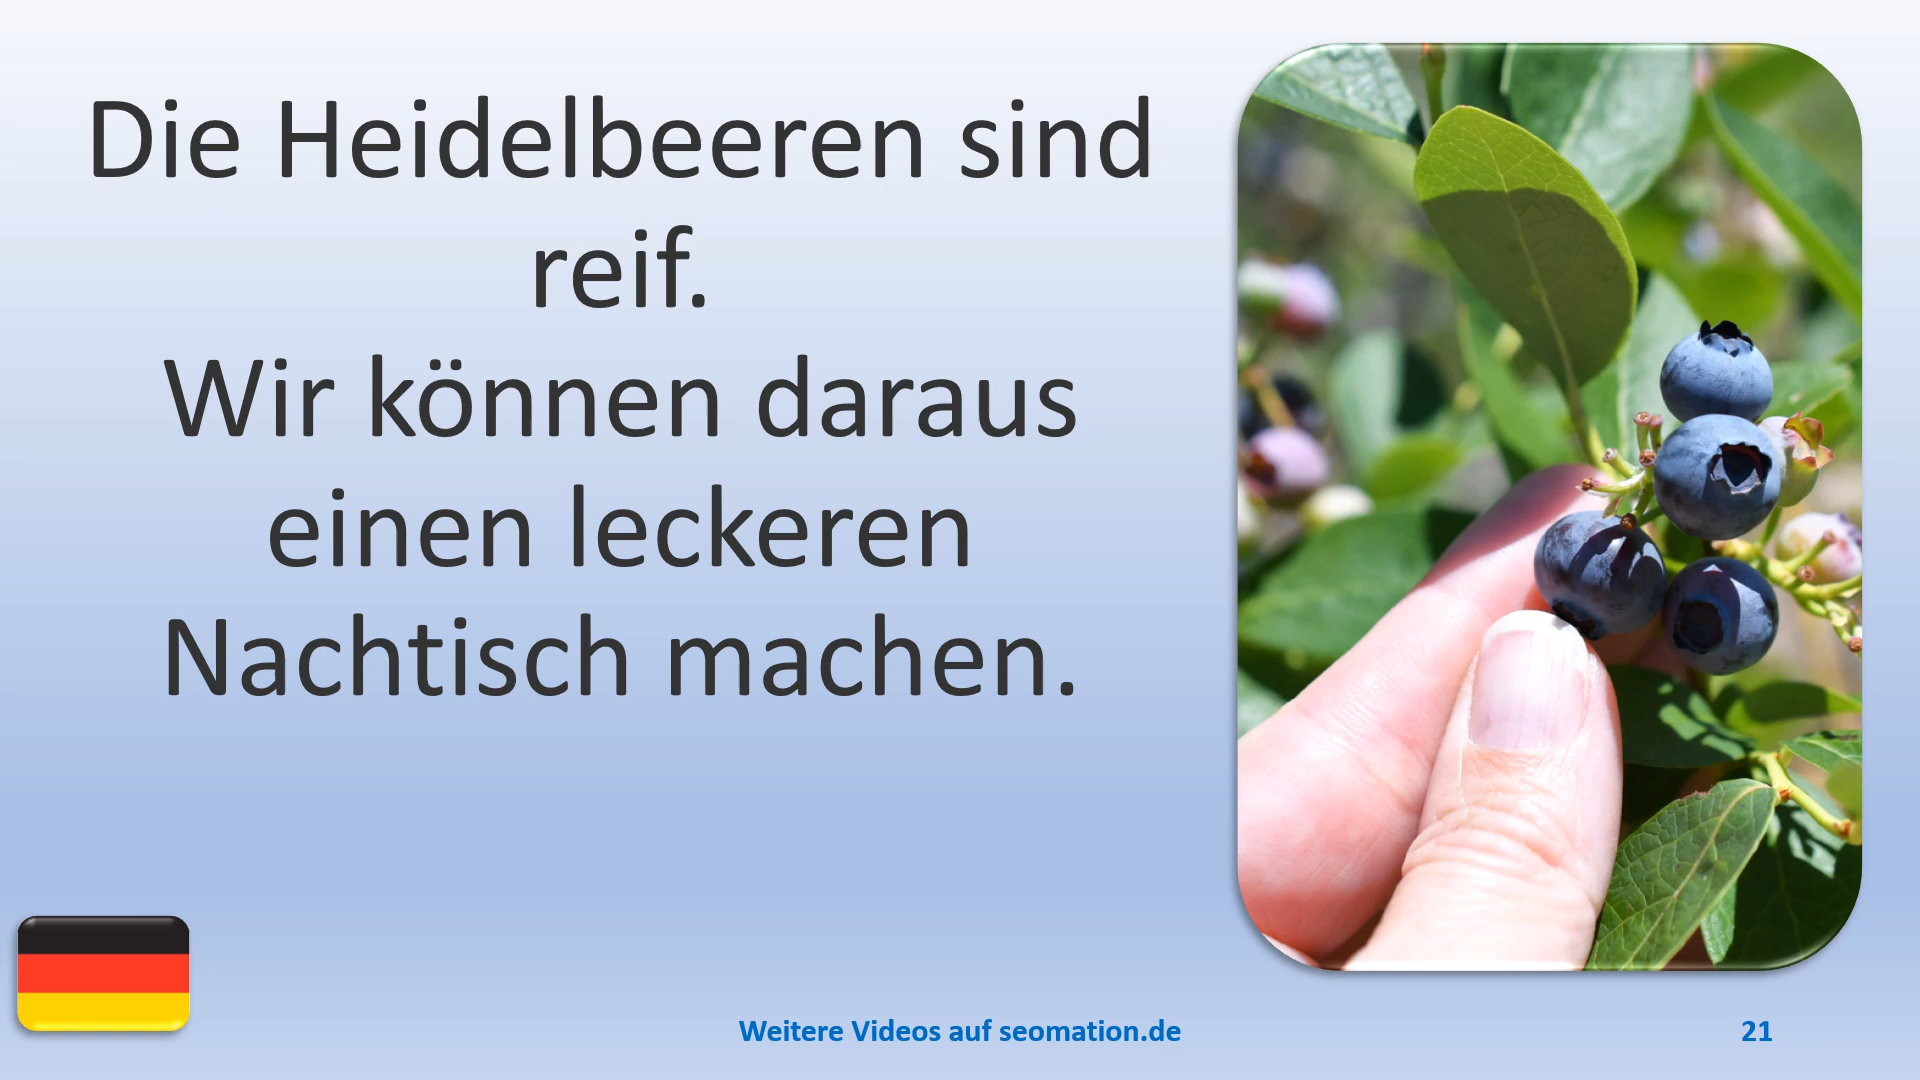 Die Heidelbeeren sind
reif.
Wir können daraus
einen leckeren
Nachtisch machen.
Weitere Videos auf seomation.de
21